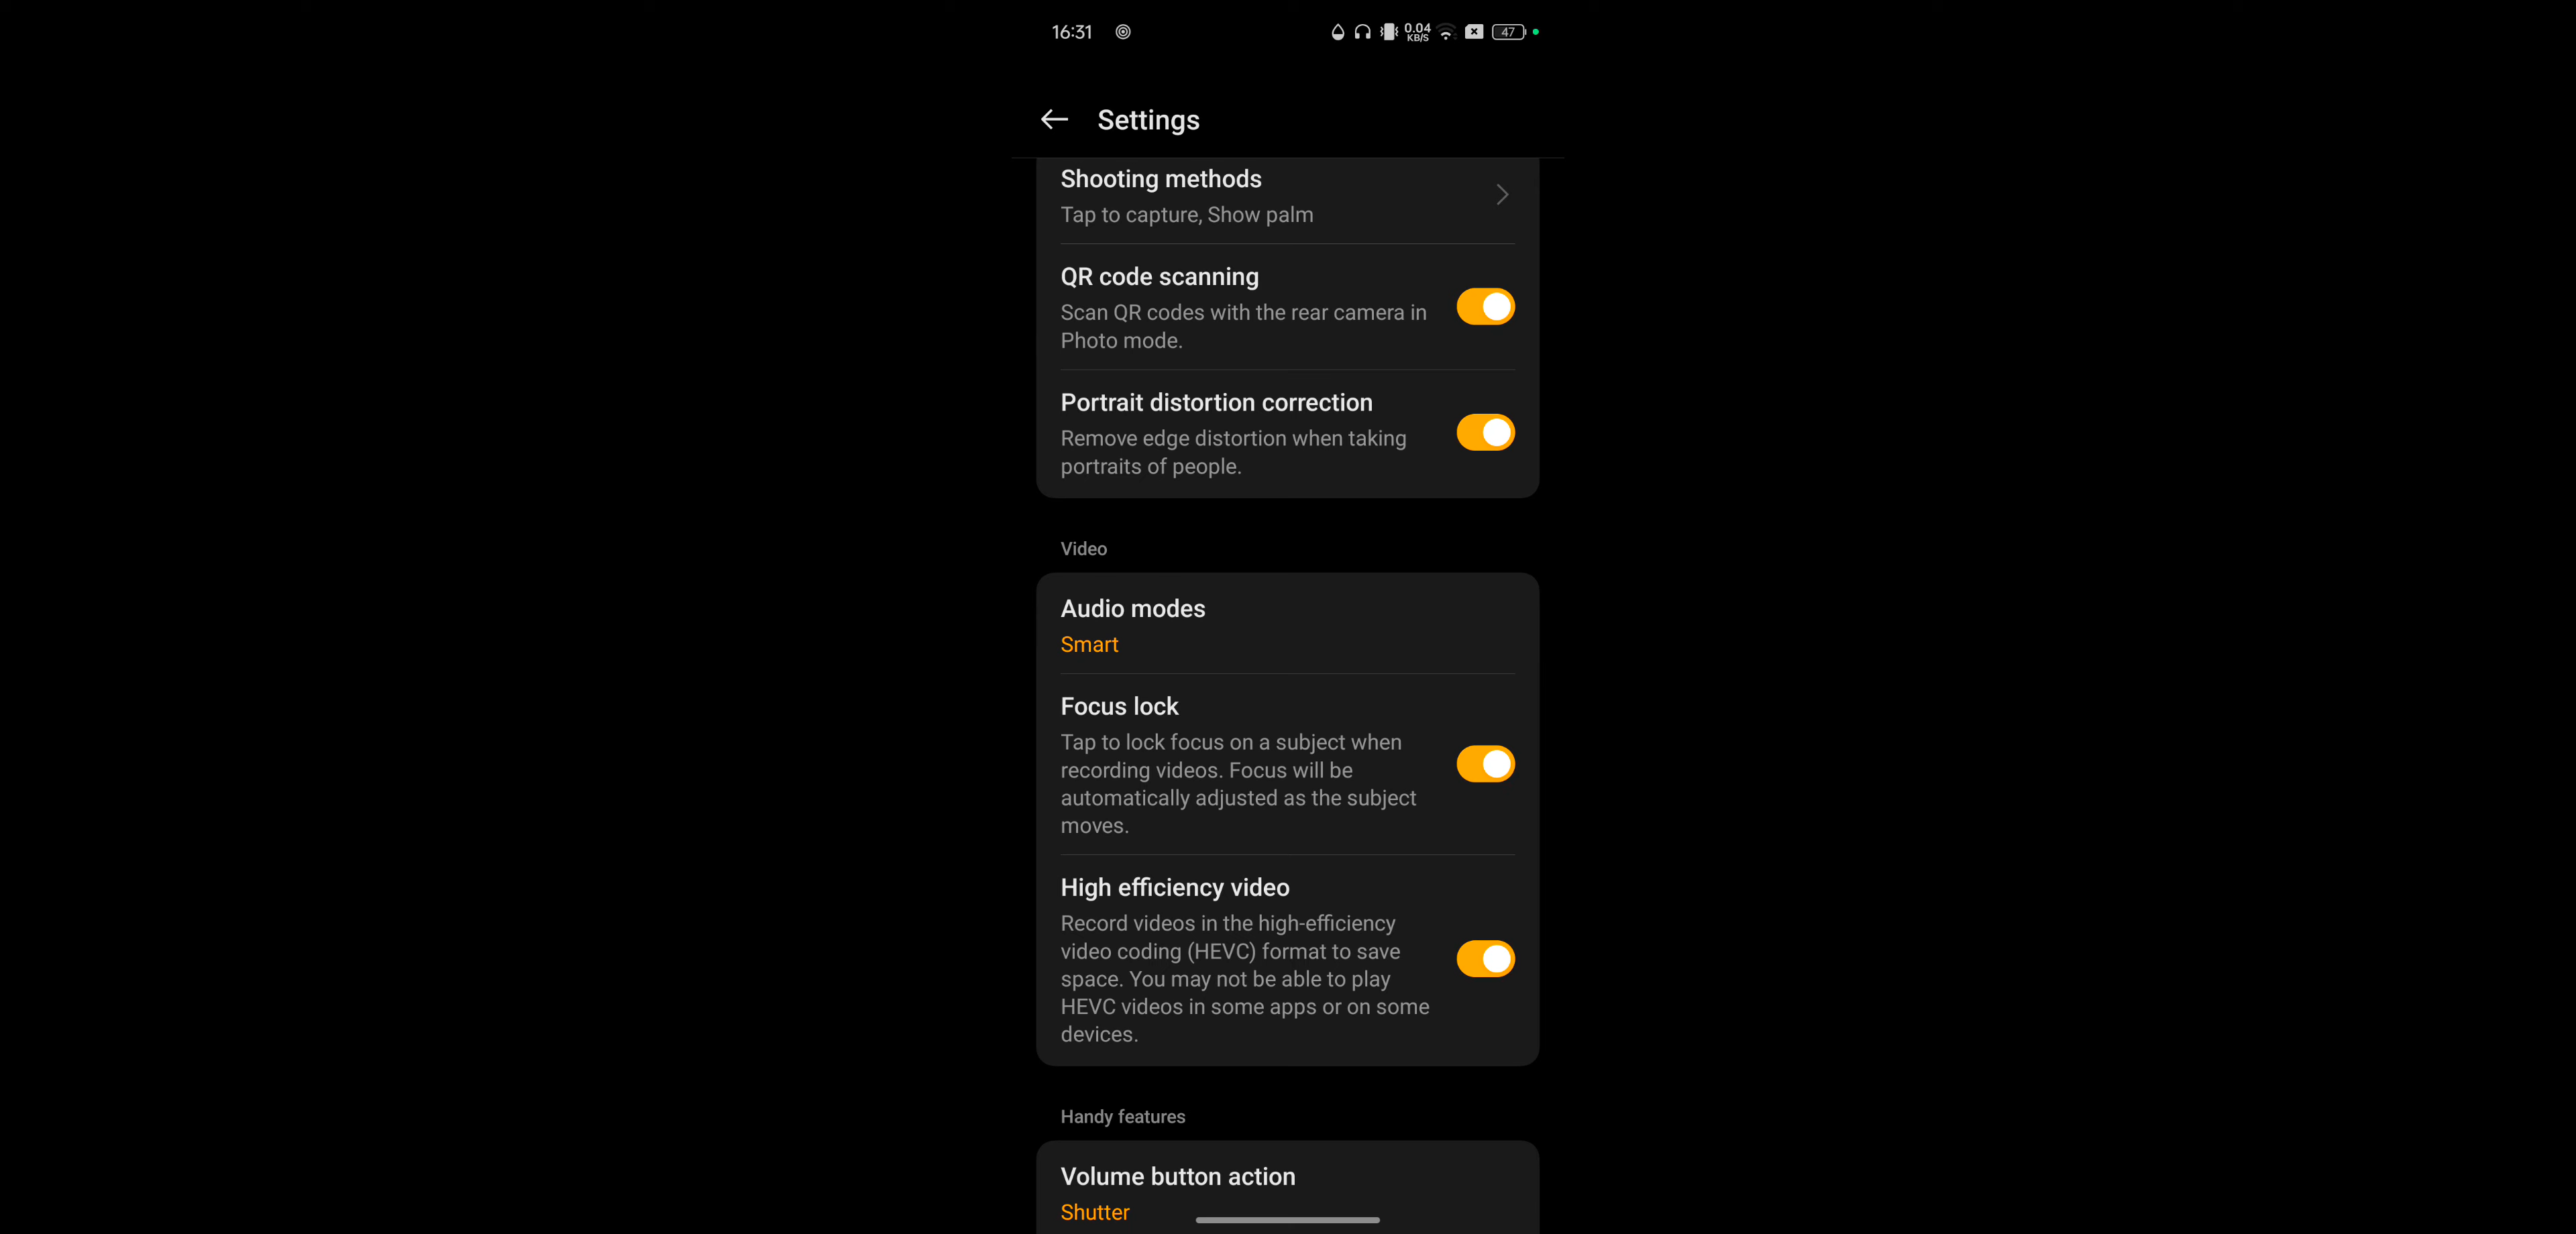 16:31
0.04
KB/S
47
Settings
Shooting methods
Tap to capture, Show palm
QR code scanning
Scan QR codes with the rear camera in
Photo mode.
Portrait distortion correction
Remove edge distortion when taking
portraits of people.
Video
Audio modes
Smart
Focus lock
Tap to lock focus on a subject when
recording videos. Focus will be
automatically adjusted as the subject
moves.
High efficiency video
Record videos in the high-efficiency
video coding (HEVC) format to save
space. You may not be able to play
HEVC videos in some apps or on some
devices.
Handy features
Volume button action
Shutter